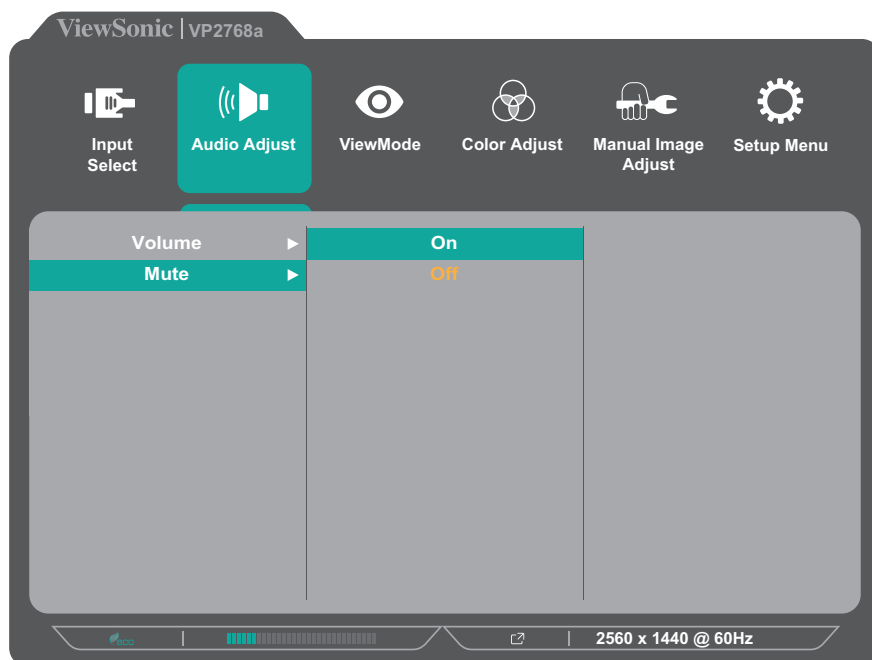 ViewSonic | VP2768a
Input Select
Audio Adjust
ViewMode
Color Adjust
Manual Image Adjust
Setup Menu
Volume
On
Mute
Off
eco
2560 x 1440 @ 60Hz